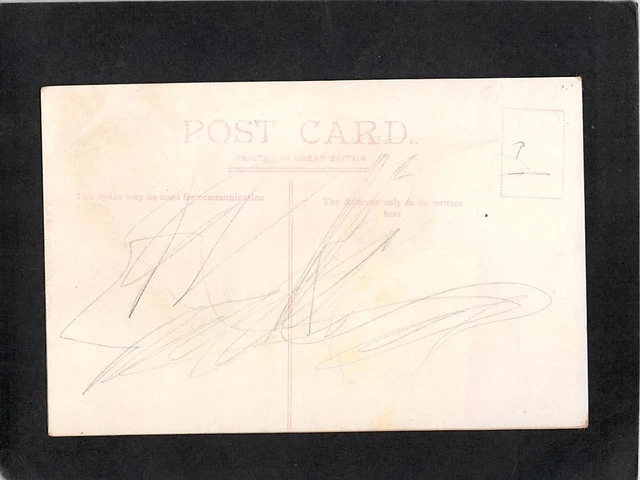 POST CARD.
PRINTED IN GREAT BRITAIN
This space may be used for communication
The Address only to be written
here